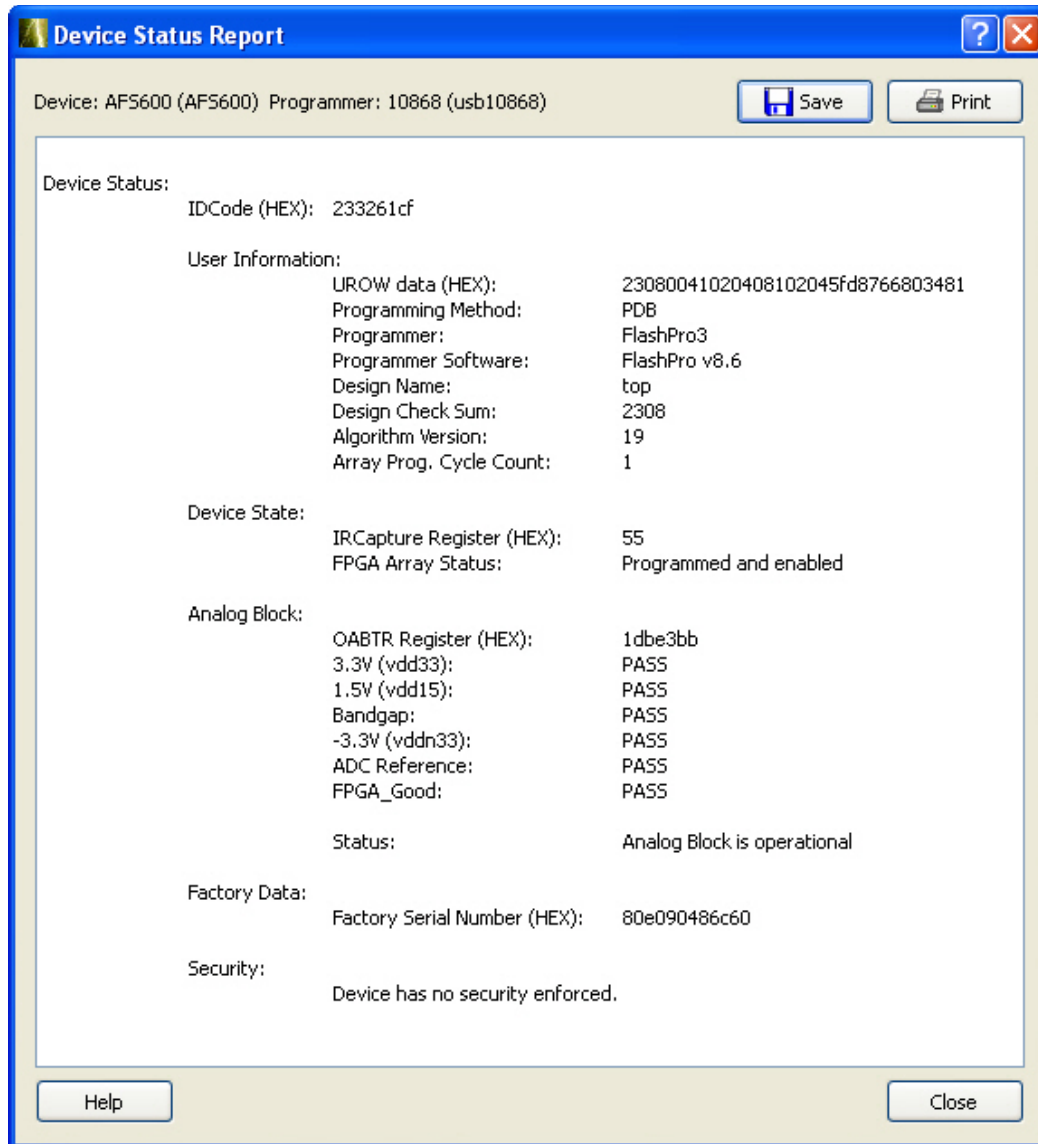 Device Status Report
Device: AFS600 (AFS600) Programmer: 10868 (usb10868)
Save
Print
Device Status:
IDCode (HEX): 233261cf
User Information:
UROW data (HEX): 23080041020408102045fd8766803481
Programming Method: PDB
Programmer: FlashPro3
Programmer Software: FlashPro v8.6
Design Name: top
Design Check Sum: 2308
Algorithm Version: 19
Array Prog. Cycle Count: 1
Device State:
IRCapture Register (HEX): 55
FPGA Array Status: Programmed and enabled
Analog Block:
OABTR Register (HEX): 1dbe3bb
3.3V (vdd33): PASS
1.5V (vdd15): PASS
Bandgap: PASS
-3.3V (vddn33): PASS
ADC Reference: PASS
FPGA_Good: PASS
Status: Analog Block is operational
Factory Data:
Factory Serial Number (HEX): 80e090486c60
Security:
Device has no security enforced.
Help
Close